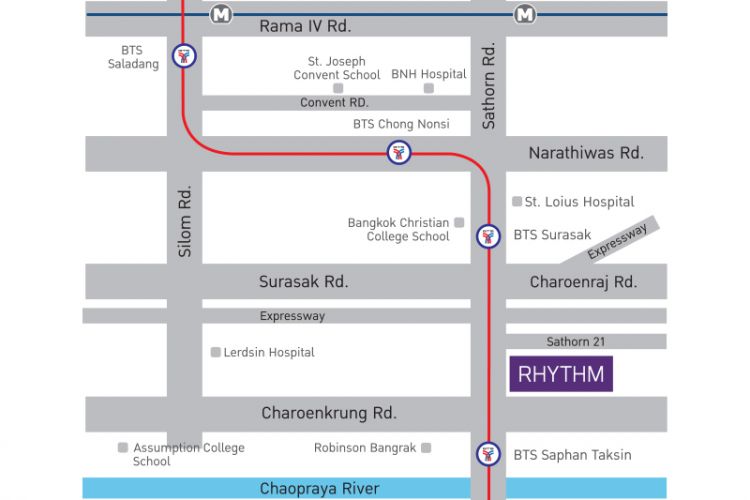 M
M
Rama IV Rd.
BTS
Saladang
St. Joseph
Convent School
BNH Hospital
Sathorn Rd.
Convent RD.
BTS Chong Nonsi
Narathiwas Rd.
Silom Rd.
St. Loius Hospital
Bangkok Christian
College School
BTS Surasak
Expressway
Surasak Rd.
Charoenraj Rd.
Expressway
Sathorn 21
Lerdsin Hospital
RHYTHM
Charoenkrung Rd.
Assumption College
School
Robinson Bangrak
BTS Saphan Taksin
Chaopraya River